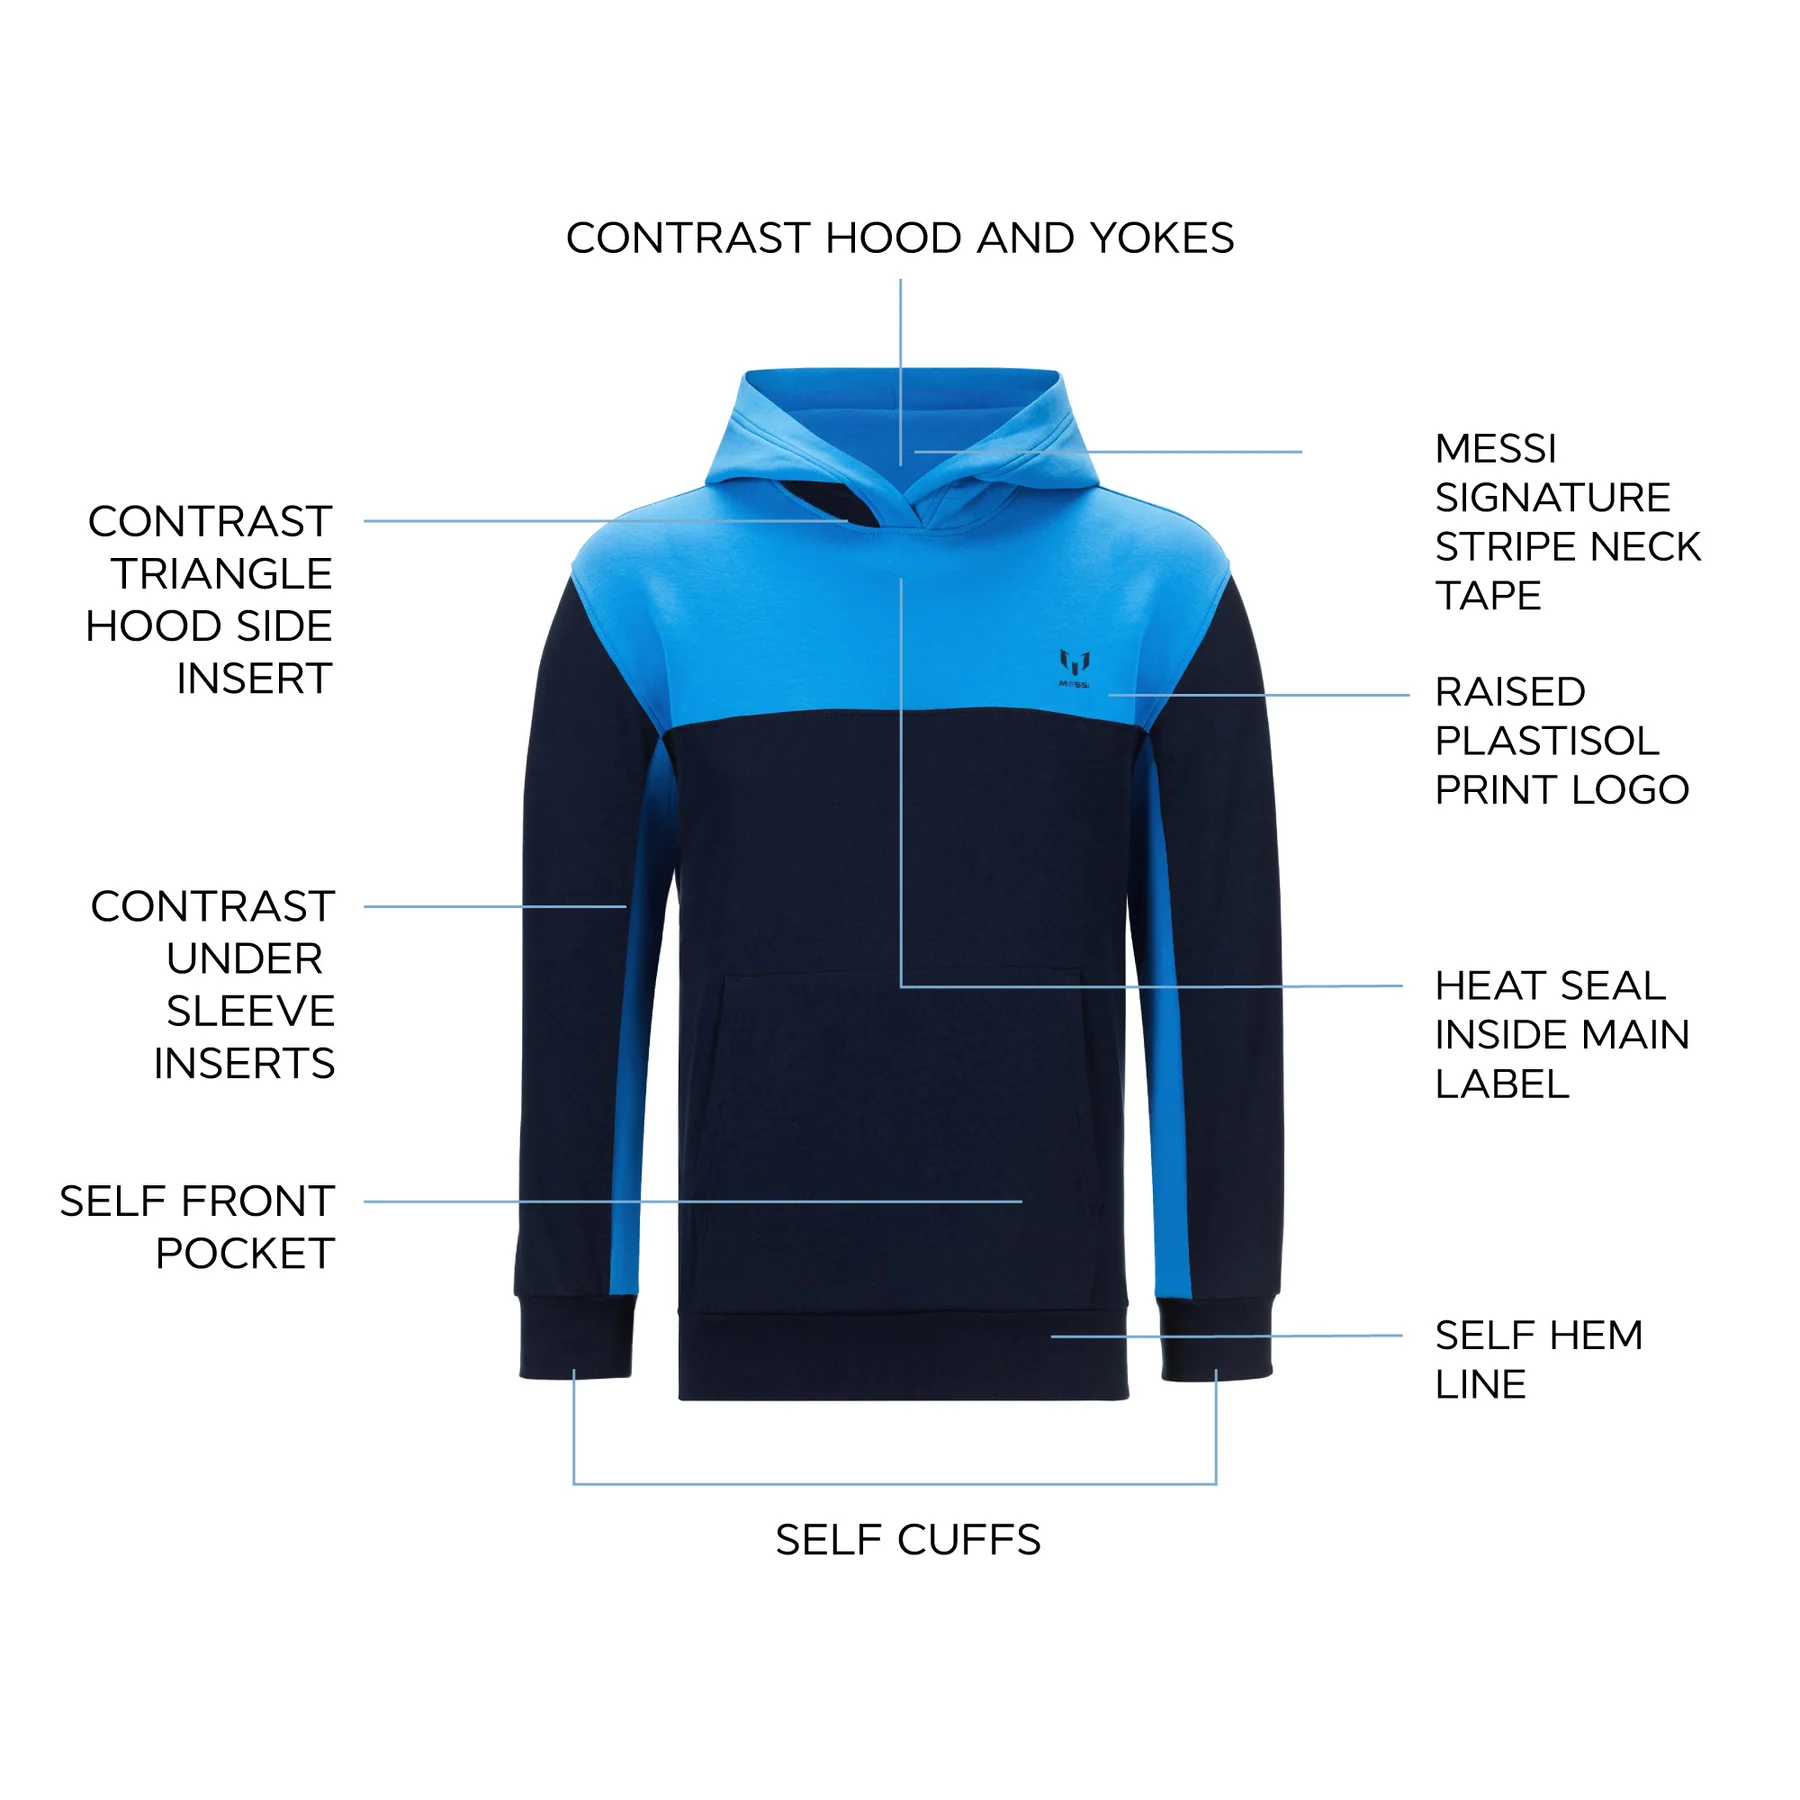 CONTRAST HOOD AND YOKES
MESSI
SIGNATURE
STRIPE NECK
TAPE
CONTRAST
TRIANGLE
HOOD SIDE
INSERT
MESSI
RAISED
PLASTISOL
PRINT LOGO
CONTRAST
UNDER
SLEEVE
INSERTS
HEAT SEAL
INSIDE MAIN
LABEL
SELF FRONT
POCKET
SELF HEM
LINE
SELF CUFFS